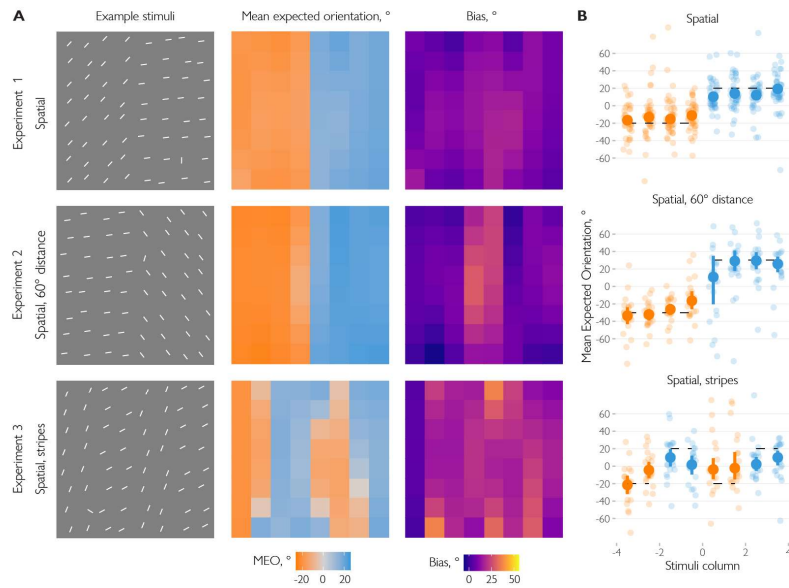 A
Example stimuli
Mean expected orientation, º
Bias, º
B
Spatial
Experiment 1
Spatial
60
40
20
0
-20
-40
-60
Experiment 2
Spatial, 60º distance
Spatial, 60º distance
Mean Expected Orientation, º
60
40
20
0
-20
-40
-60
Experiment 3
Spatial, stripes
Spatial, stripes
60
40
20
0
-20
-40
-60
-4
-2
0
2
4
Stimuli column
MEO, º
-20 0 20
Bias, º
0 25 50